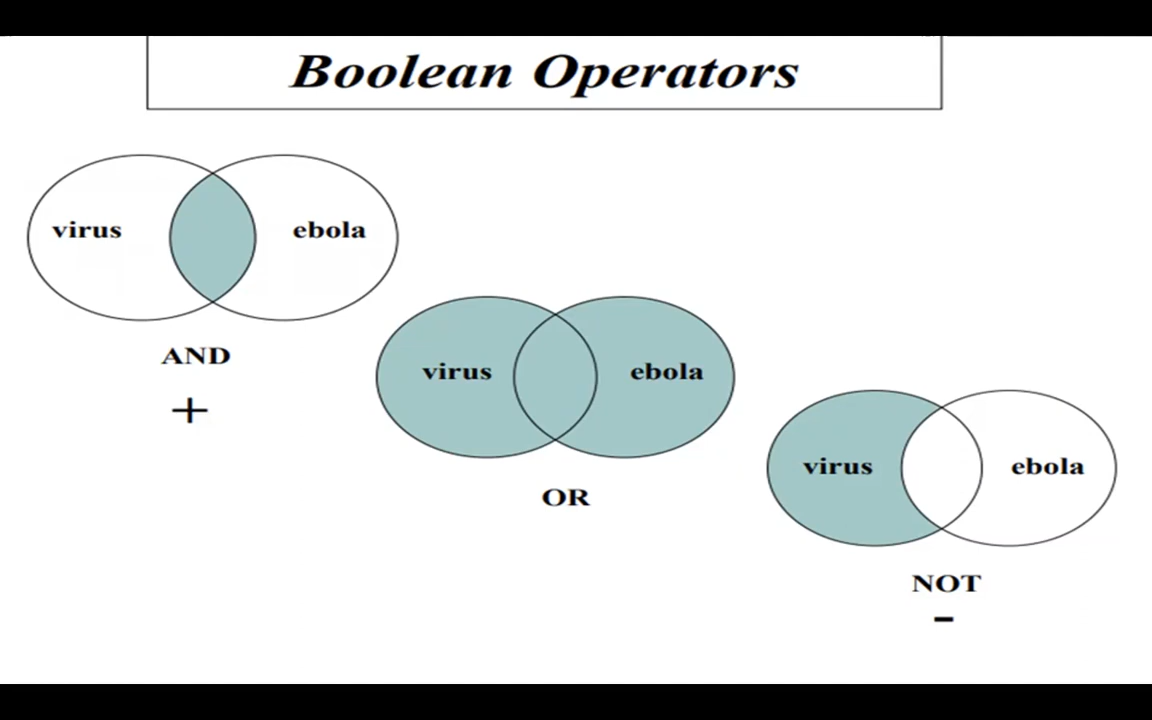 Boolean Operators
virus ebola
AND
+
virus ebola
OR
virus ebola
NOT
-